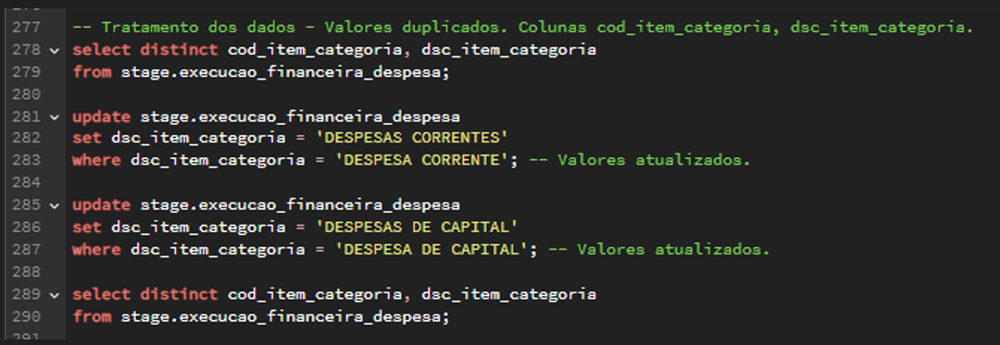 277 -- Tratamento dos dados - Valores duplicados. Colunas cod_item_categoria, dsc_item_categoria.
278 select distinct cod_item_categoria, dsc_item_categoria
279 from stage.execucao_financeira_despesa;
280
281 update stage.execucao_financeira_despesa
282 set dsc_item_categoria = 'DESPESAS CORRENTES'
283 where dsc_item_categoria = 'DESPESA CORRENTE'; -- Valores atualizados.
284
285 update stage.execucao_financeira_despesa
286 set dsc_item_categoria = 'DESPESAS DE CAPITAL'
287 where dsc_item_categoria = 'DESPESA DE CAPITAL'; -- Valores atualizados.
288
289 select distinct cod_item_categoria, dsc_item_categoria
290 from stage.execucao_financeira_despesa;